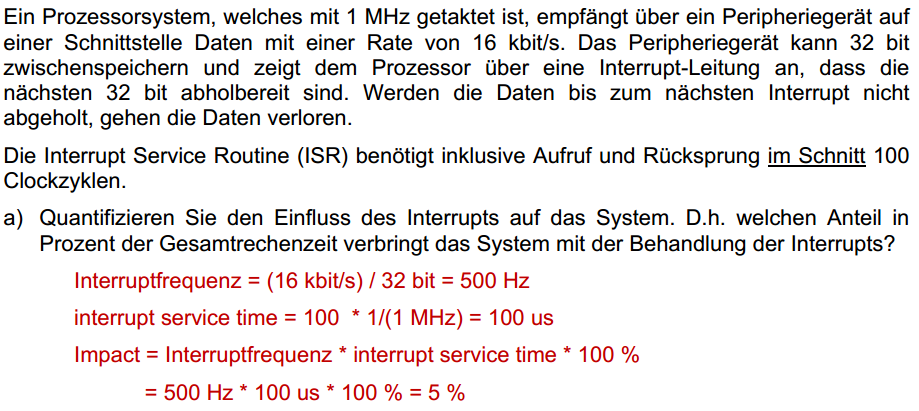 Ein Prozessorsystem, welches mit 1 MHz getaktet ist, empfängt über ein Peripheriegerät auf
einer Schnittstelle Daten mit einer Rate von 16 kbit/s. Das Peripheriegerät kann 32 bit
zwischenspeichern und zeigt dem Prozessor über eine Interrupt-Leitung an, dass die
nächsten 32 bit abholbereit sind. Werden die Daten bis zum nächsten Interrupt nicht
abgeholt, gehen die Daten verloren.
Die Interrupt Service Routine (ISR) benötigt inklusive Aufruf und Rücksprung im Schnitt 100
Clockzyklen.
a) Quantifizieren Sie den Einfluss des Interrupts auf das System. D.h. welchen Anteil in
Prozent der Gesamtrechenzeit verbringt das System mit der Behandlung der Interrupts?
Interruptfrequenz = (16 kbit/s) / 32 bit = 500 Hz
interrupt service time = 100 * 1/(1 MHz) = 100 us
Impact = Interruptfrequenz * interrupt service time * 100 %
= 500 Hz * 100 us * 100 % = 5 %